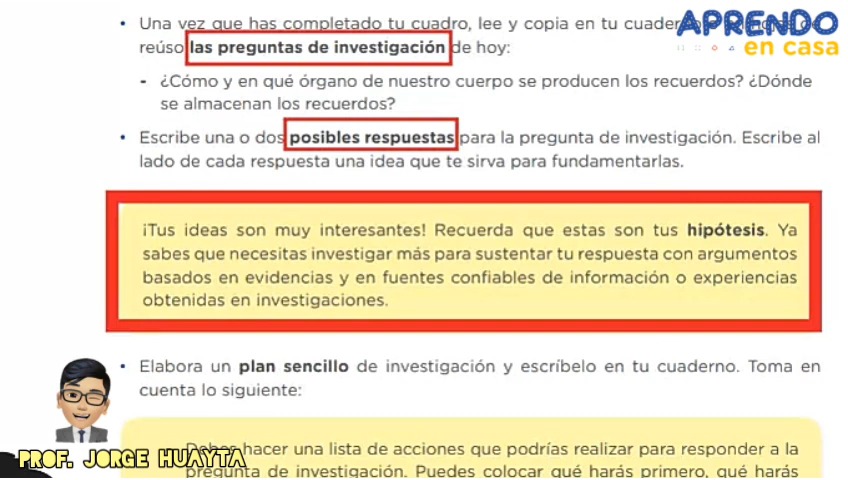 Una vez que has completado tu cuadro, lee y copia en tu
reúso las preguntas de investigación de hoy:
- ¿Cómo y en qué órgano de nuestro cuerpo se producen los recuerdos? ¿Dónde
se almacenan los recuerdos?
Escribe una o dos posibles respuestas para la pregunta de investigación. Escribe al
lado de cada respuesta una idea que te sirva para fundamentarlas.
¡Tus ideas son muy interesantes! Recuerda que estas son tus hipótesis. Ya
sabes que necesitas investigar más para sustentar tu respuesta con argumentos
basados en evidencias y en fuentes confiables de información o experiencias
obtenidas en investigaciones.
Elabora un plan sencillo de investigación y escríbelo en tu cuaderno. Toma en
cuenta lo siguiente:
Debes hacer una lista de acciones que podrías realizar para responder a la
pregunta de investigación. Puedes colocar qué harás primero, qué harás
APRENDO
en casa
PROF. JORGE HUAYTA